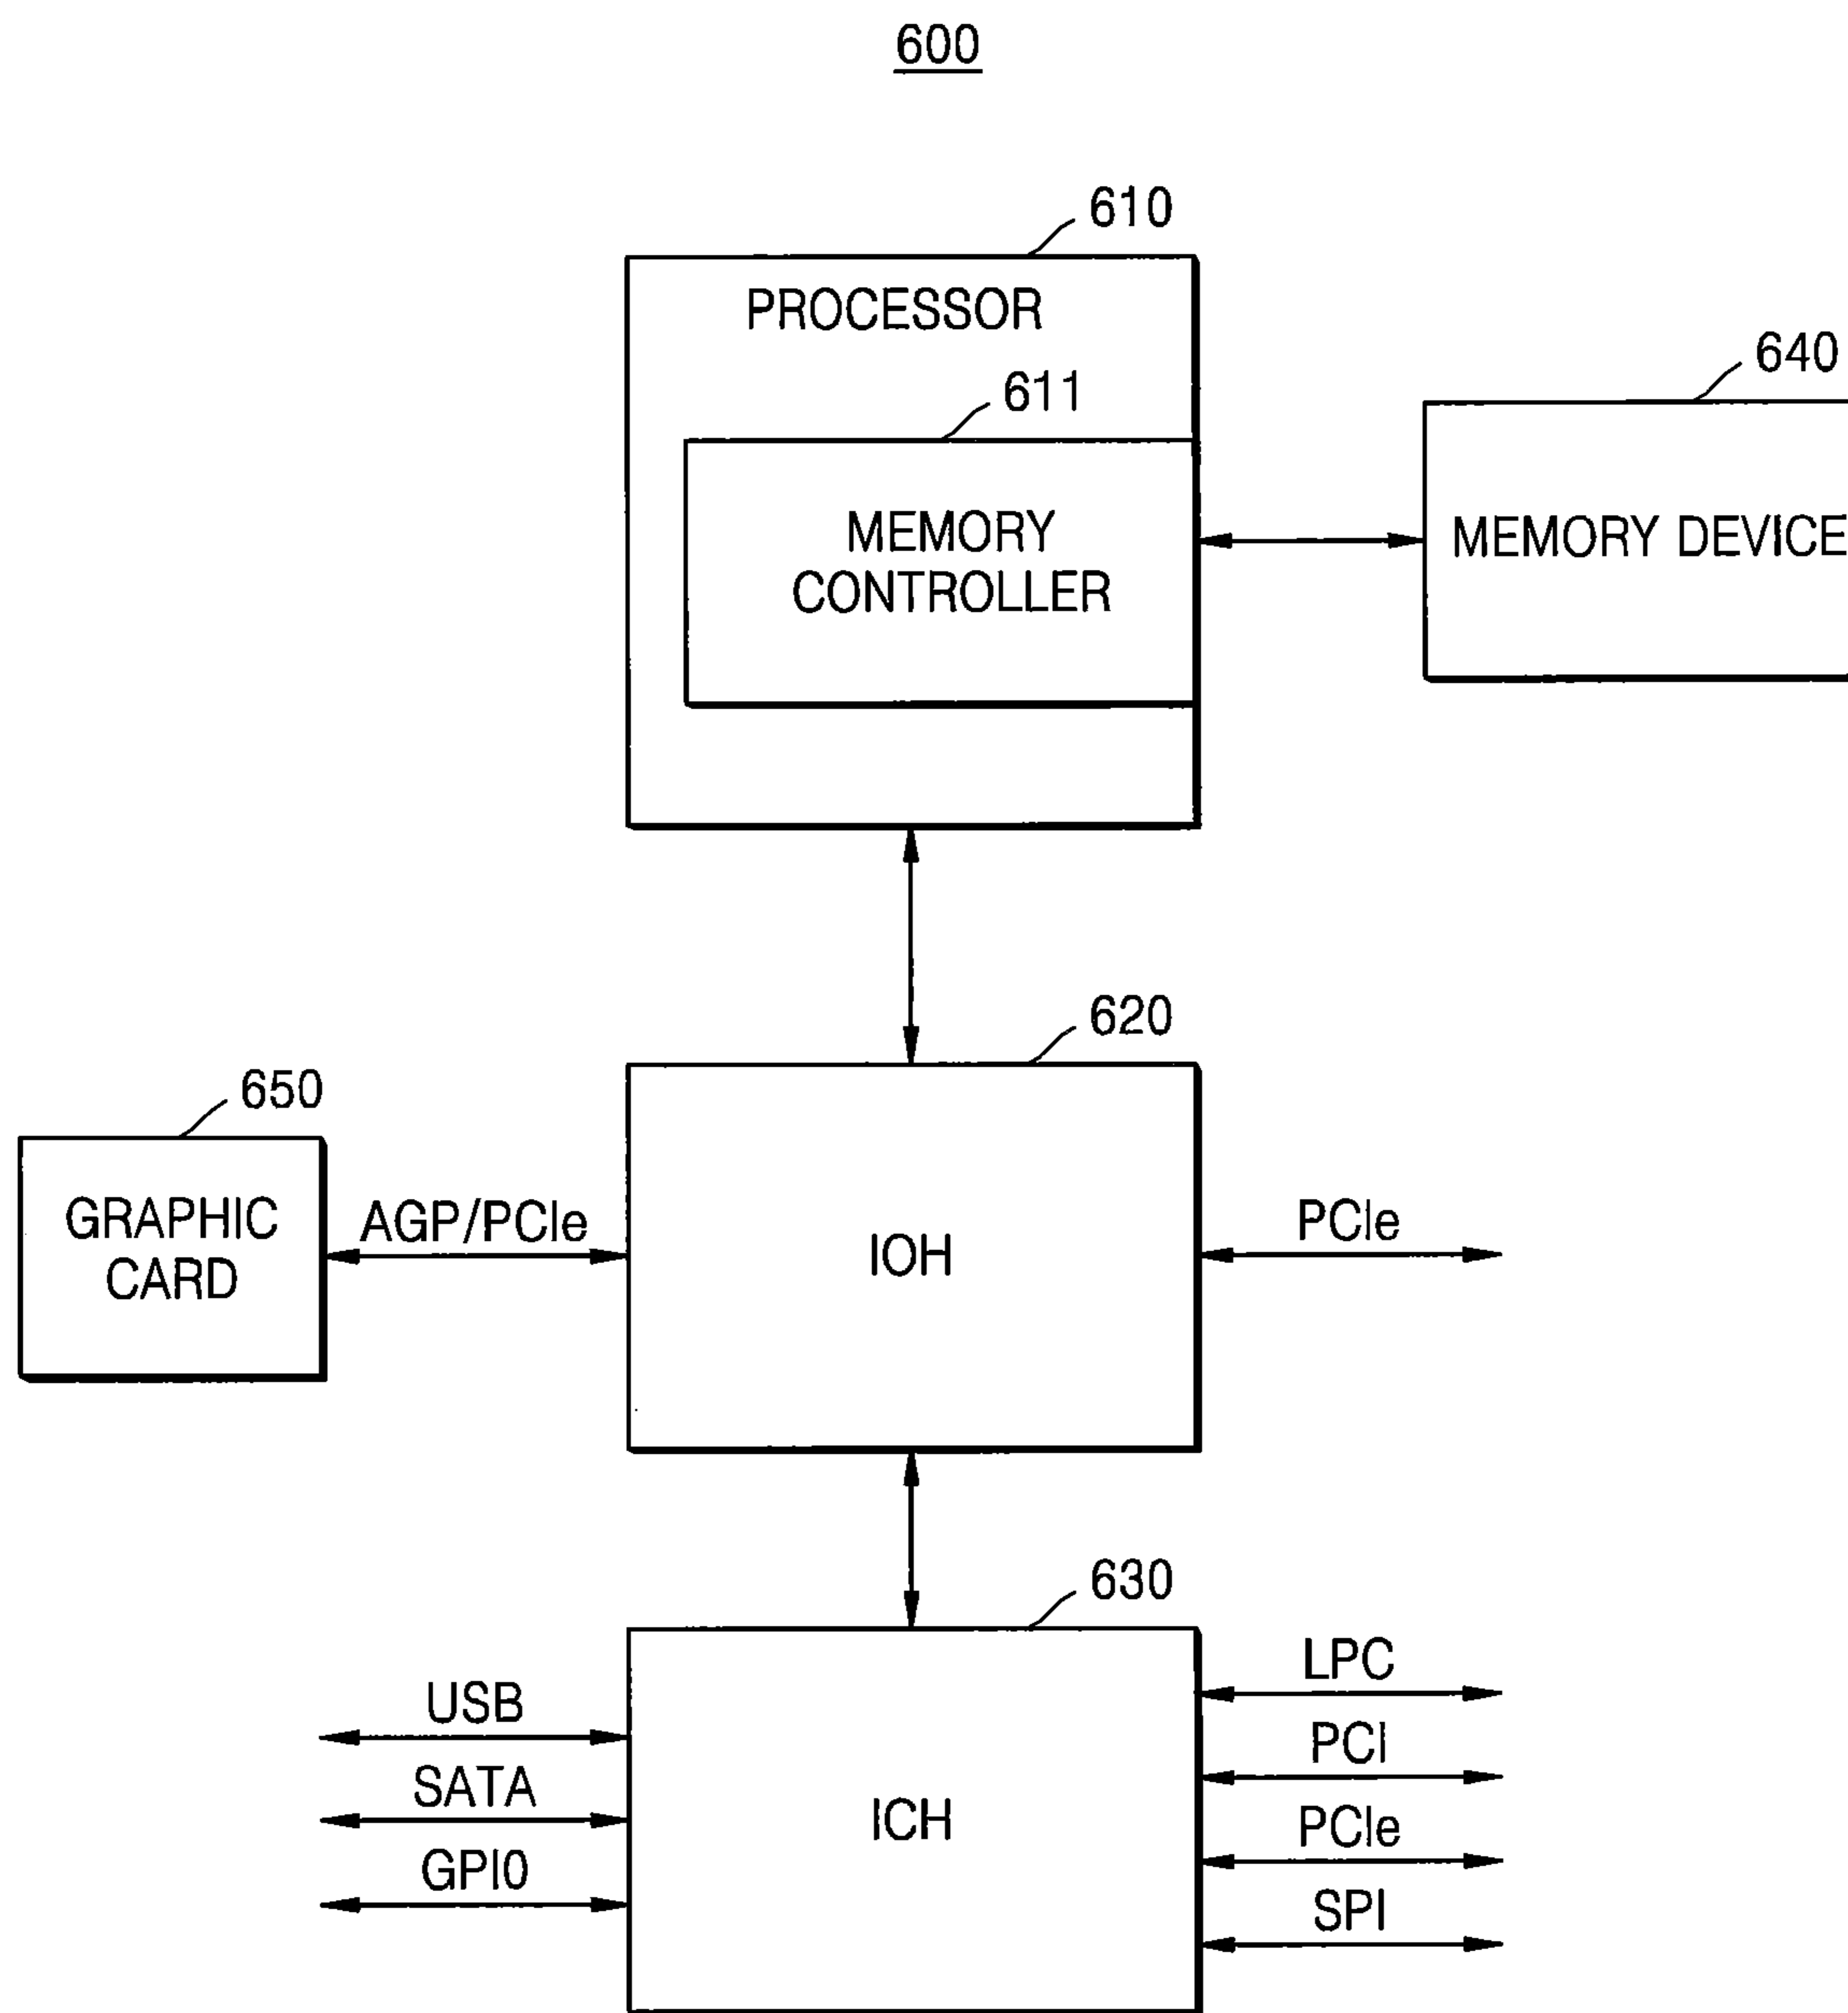 600
610
PROCESSOR
611
640
MEMORY
CONTROLLER
MEMORY DEVICE
620
650
GRAPHIC
CARD
AGP/PCIe
IOH
PCIe
630
USB
SATA
GPI0
ICH
LPC
PCI
PCIe
SPI